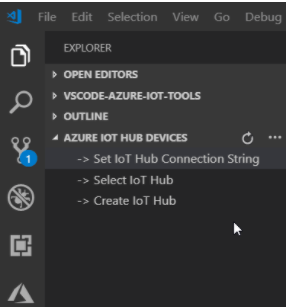 File Edit Selection View Go Debug
EXPLORER
OPEN EDITORS
VSCODE-AZURE-IOT-TOOLS
OUTLINE
AZURE IOT HUB DEVICES
-> Set IoT Hub Connection String
-> Select IoT Hub
-> Create IoT Hub
1